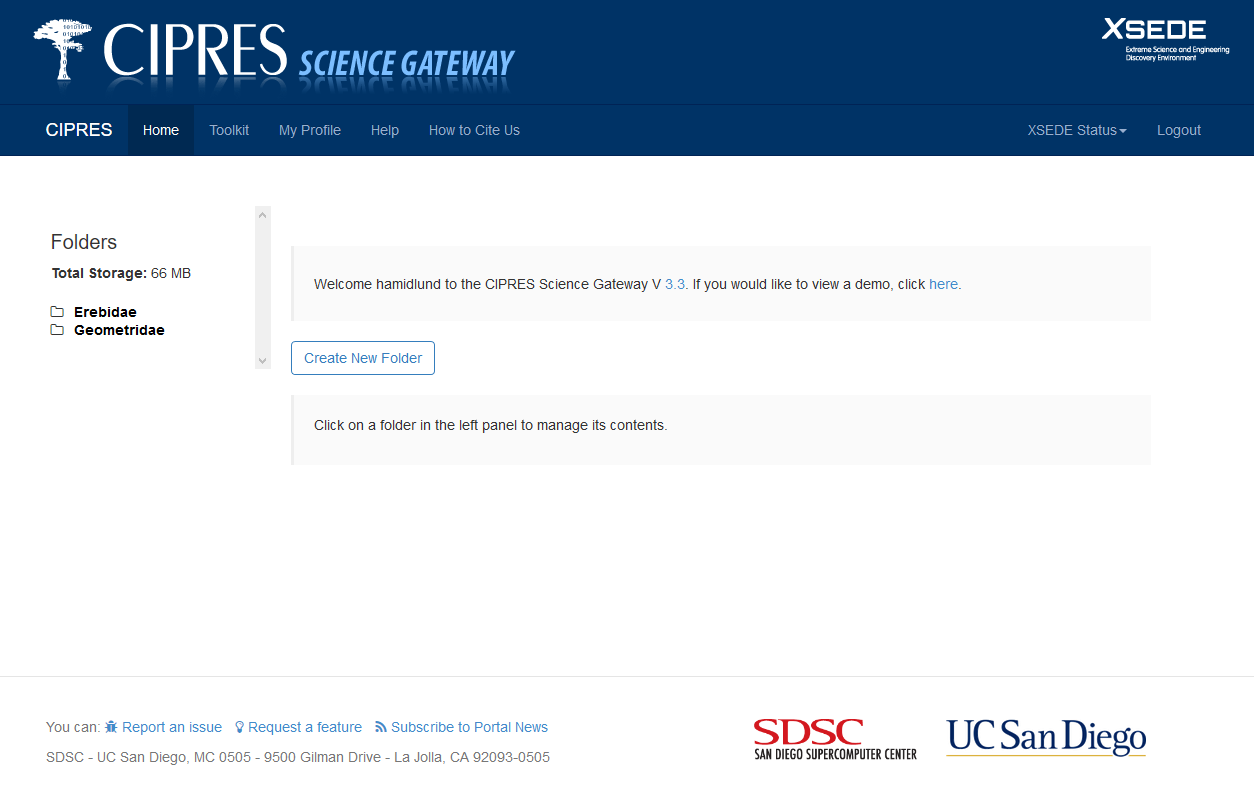 CIPRES SCIENCE GATEWAY
XSEDE
Extreme Science and Engineering
Discovery Environment
CIPRES Home Toolkit My Profile Help How to Cite Us XSEDE Status Logout
Folders
Total Storage: 66 MB
Erebidae
Geometridae
Welcome hamidlund to the CIPRES Science Gateway V 3.3. If you would like to view a demo, click here.
Create New Folder
Click on a folder in the left panel to manage its contents.
You can: Report an issue Request a feature Subscribe to Portal News
SDSC - UC San Diego, MC 0505 - 9500 Gilman Drive - La Jolla, CA 92093-0505
SDSC
SAN DIEGO SUPERCOMPUTER CENTER
UC San Diego